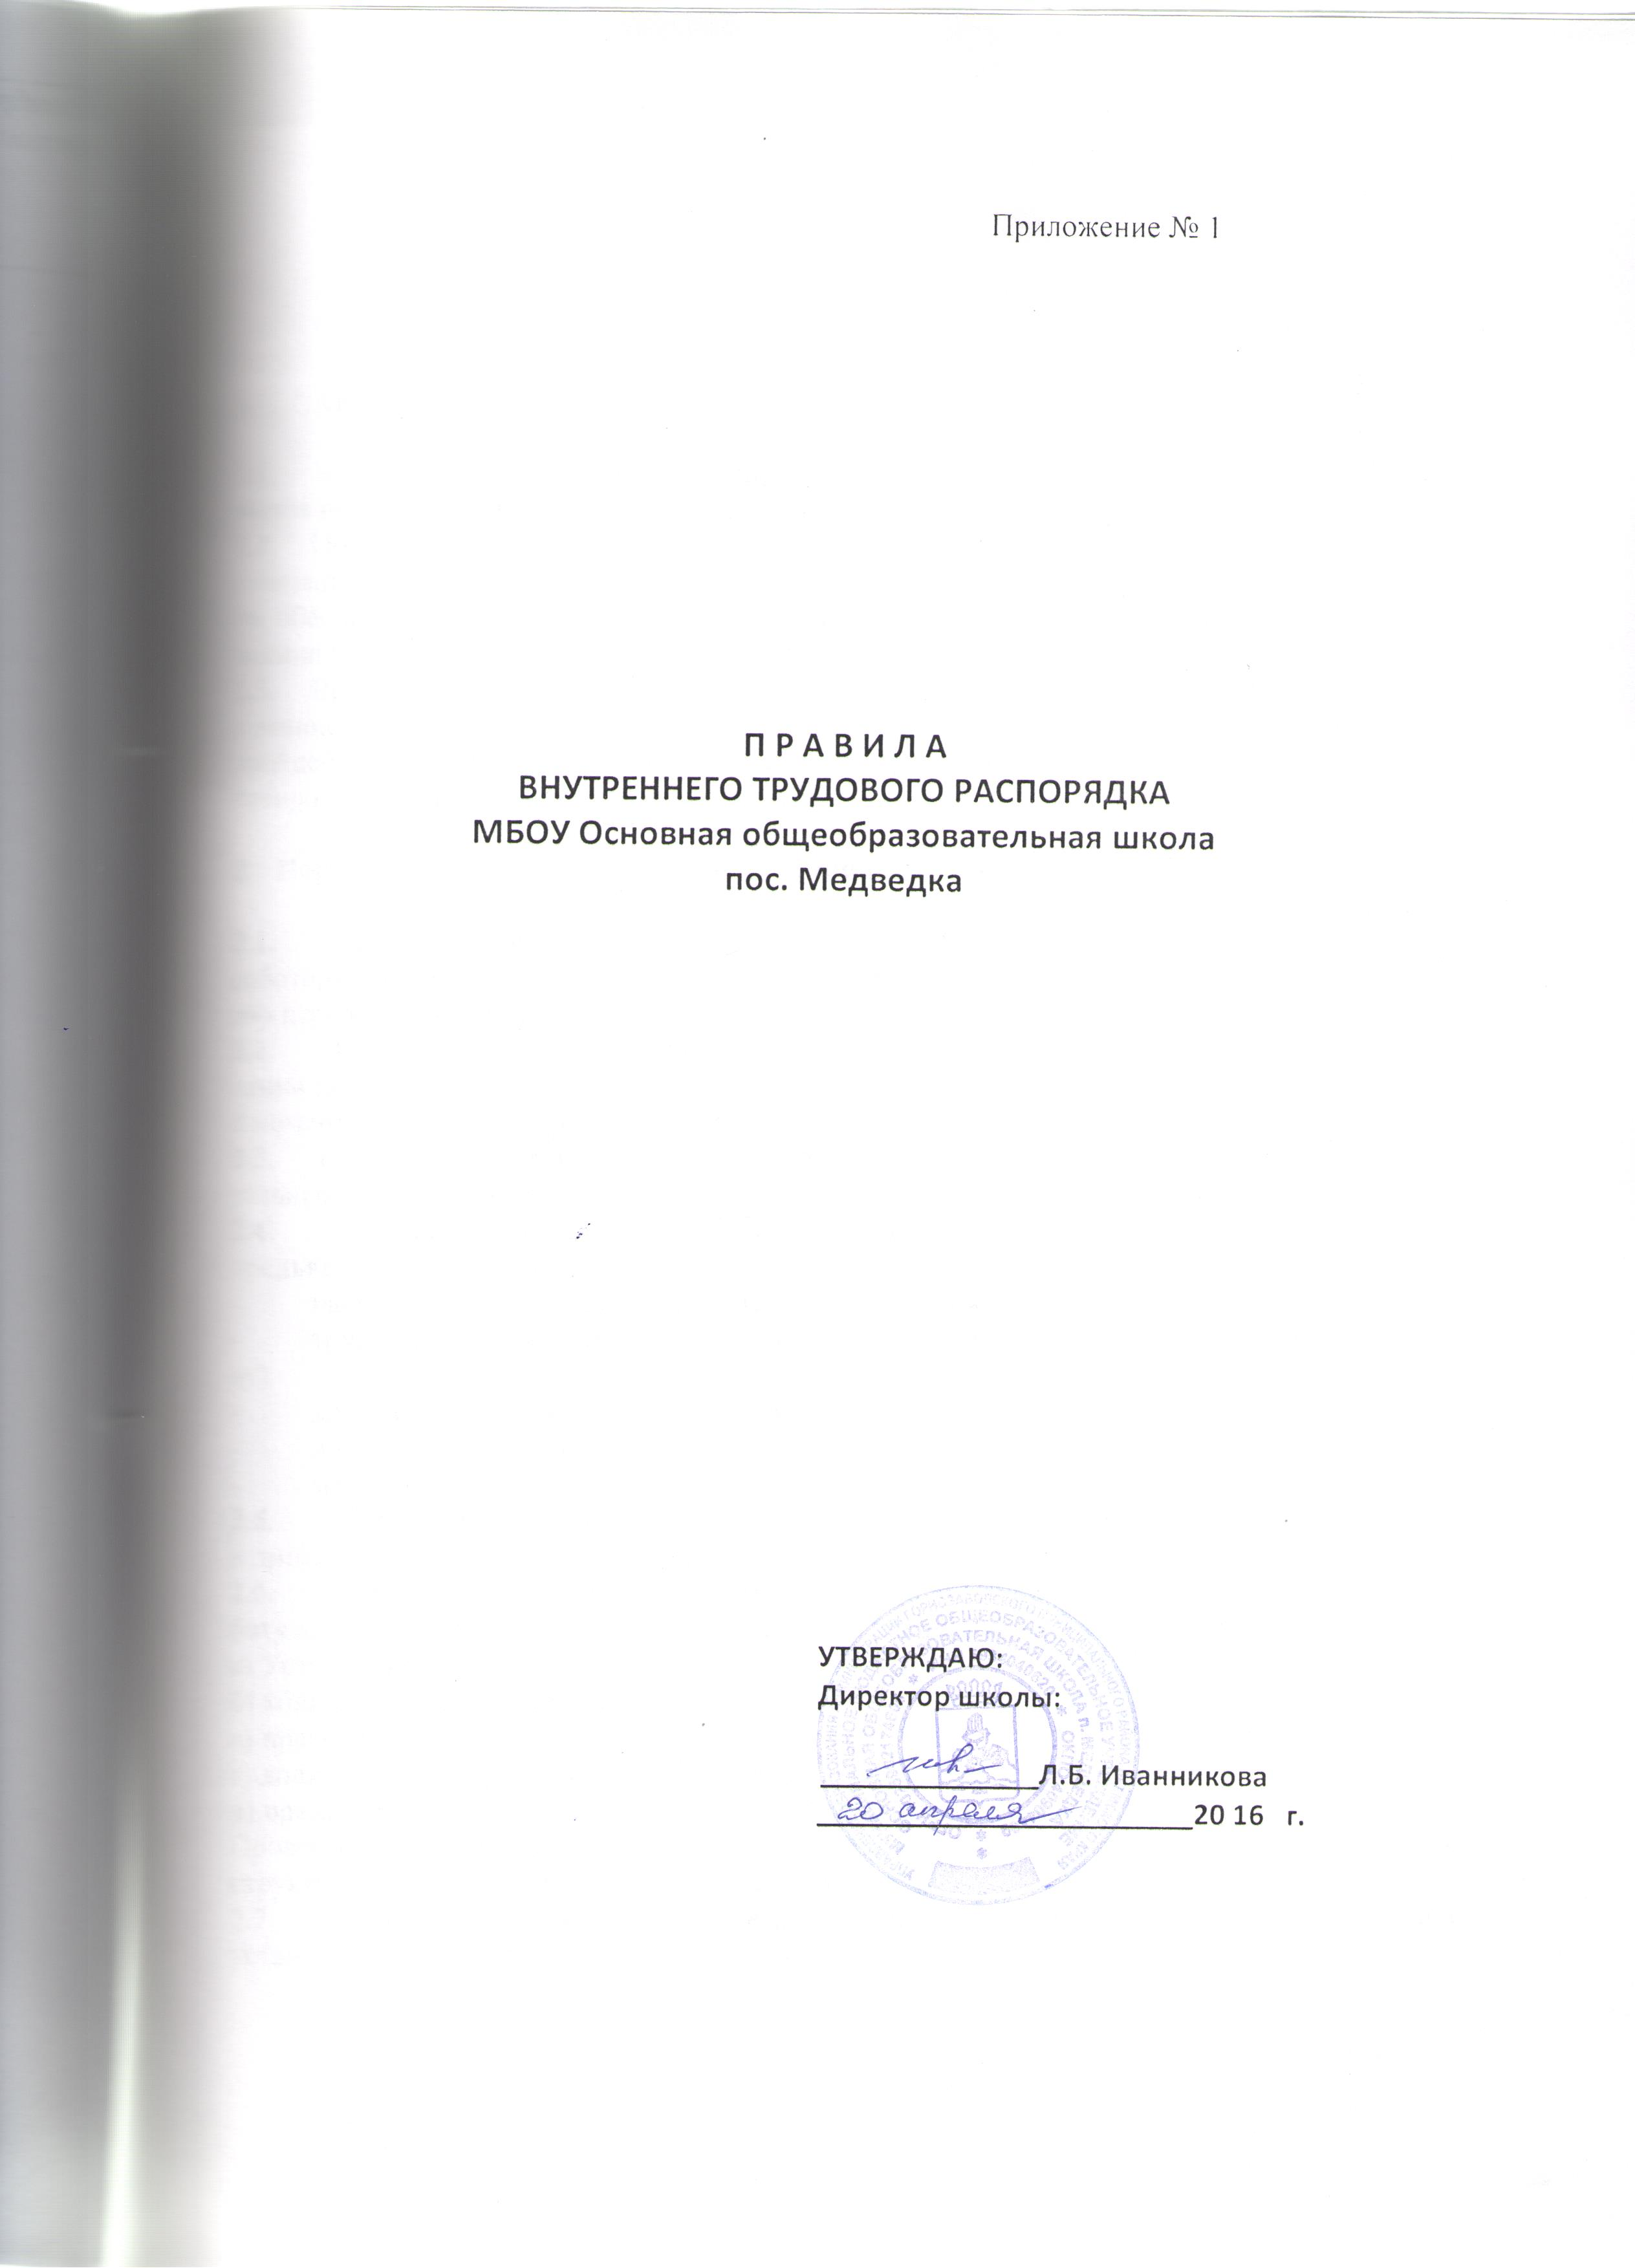 Приложение № 1
П Р А В И Л А
ВНУТРЕННЕГО ТРУДОВОГО РАСПОРЯДКА
МБОУ Основная общеобразовательная школа
пос. Медведка
УТВЕРЖДАЮ:
Директор школы:
Л.Б. Иванникова
20 апреля 20 16 г.